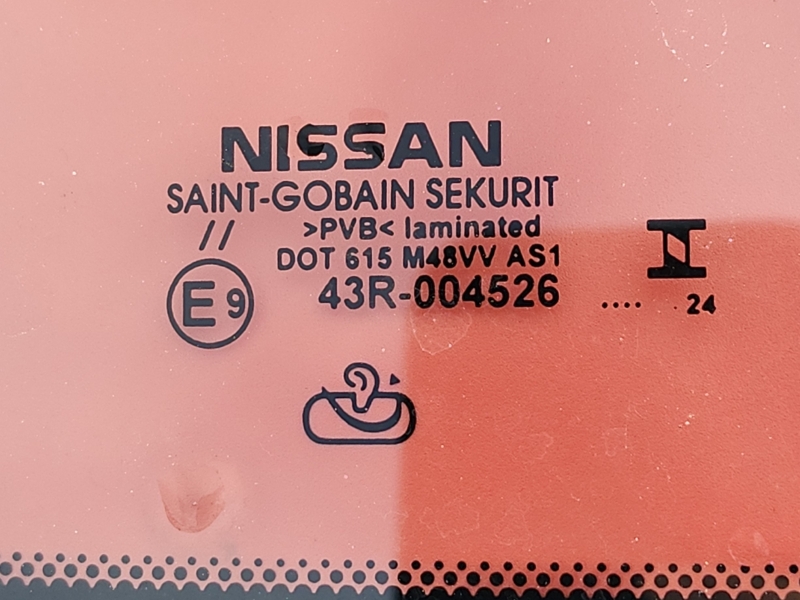 NISSAN
SAINT-GOBAIN SEKURIT
// >PVB< laminated
DOT 615 M48VV AS1
E9 43R-004526 .... 24